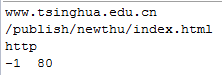 www.tsinghua.edu.cn
/publish/newthu/index.html
http
-1  80